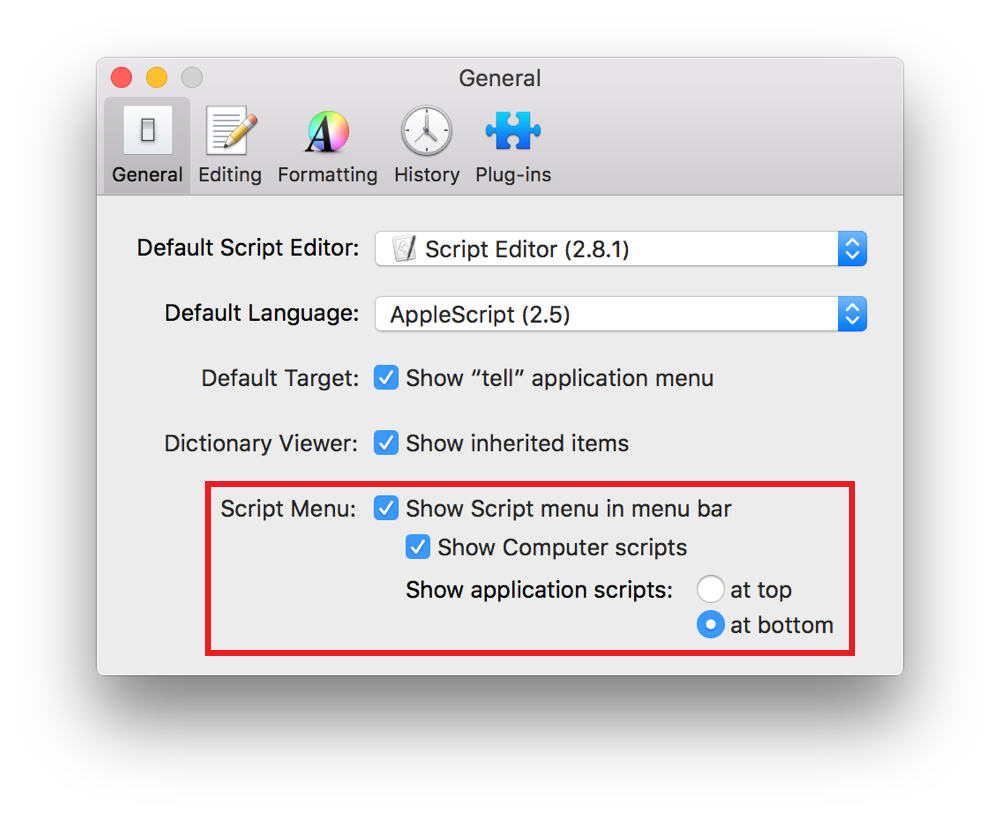 General
General Editing Formatting History Plug-ins
Default Script Editor: Script Editor (2.8.1)
Default Language: AppleScript (2.5)
Default Target: Show “tell” application menu
Dictionary Viewer: Show inherited items
Script Menu: Show Script menu in menu bar
Show Computer scripts
Show application scripts: at top
at bottom